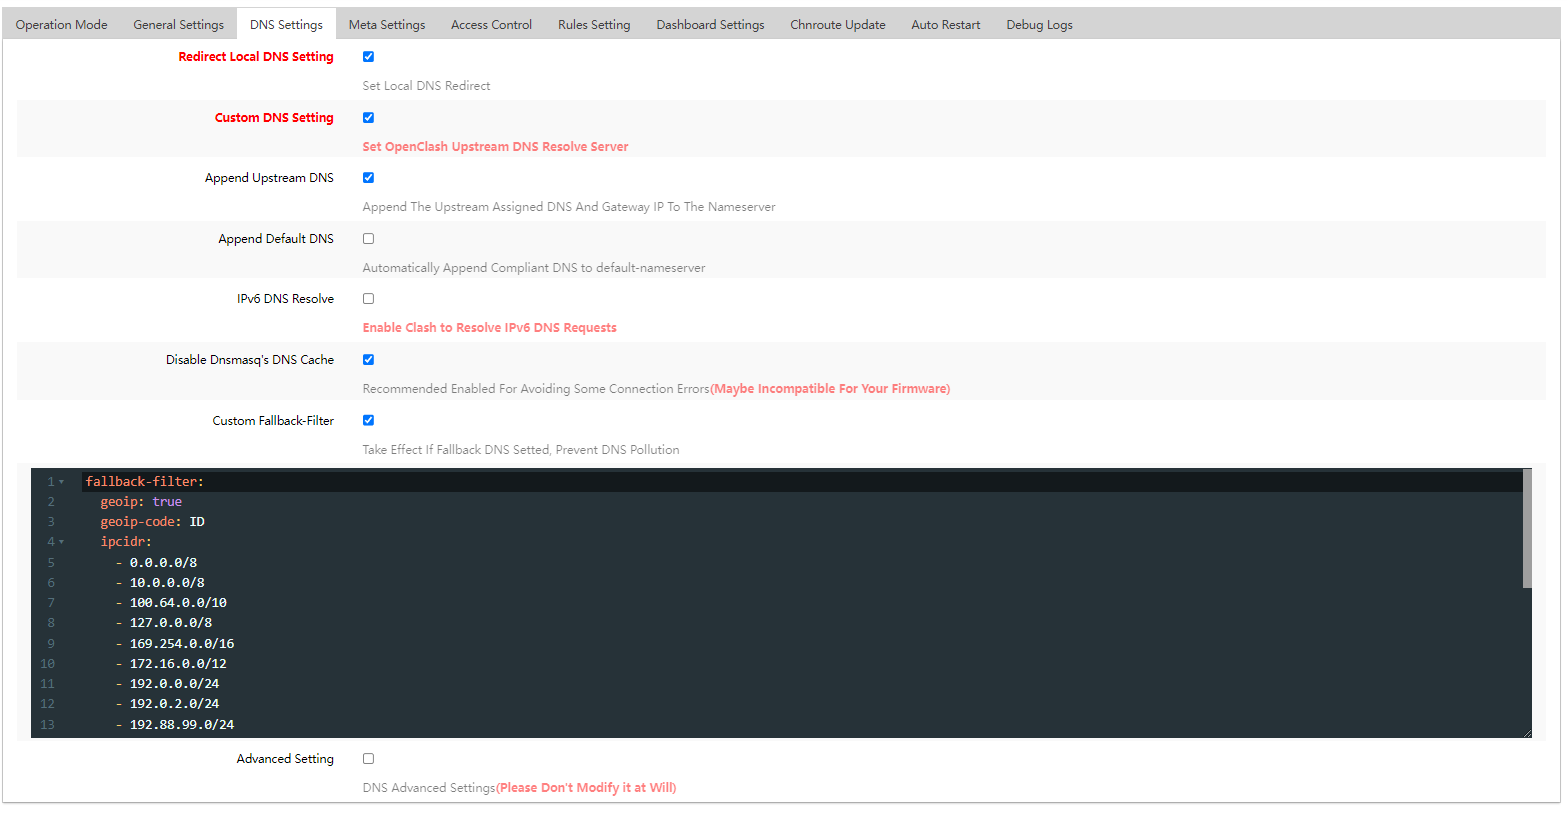 Operation Mode General Settings DNS Settings Meta Settings Access Control Rules Setting Dashboard Settings Chnroute Update Auto Restart Debug Logs
Redirect Local DNS Setting
Set Local DNS Redirect
Custom DNS Setting
Set OpenClash Upstream DNS Resolve Server
Append Upstream DNS
Append The Upstream Assigned DNS And Gateway IP To The Nameserver
Append Default DNS
Automatically Append Compliant DNS to default-nameserver
IPv6 DNS Resolve
Enable Clash to Resolve IPv6 DNS Requests
Disable Dnsmasq's DNS Cache
Recommended Enabled For Avoiding Some Connection Errors(Maybe Incompatible For Your Firmware)
Custom Fallback-Filter
Take Effect If Fallback DNS Setted, Prevent DNS Pollution
1 fallback-filter:
2 geoip: true
3 geoip-code: ID
4 ipcidr:
5 - 0.0.0.0/8
6 - 10.0.0.0/8
7 - 100.64.0.0/10
8 - 127.0.0.0/8
9 - 169.254.0.0/16
10 - 172.16.0.0/12
11 - 192.0.0.0/24
12 - 192.0.2.0/24
13 - 192.88.99.0/24
Advanced Setting
DNS Advanced Settings(Please Don't Modify it at Will)